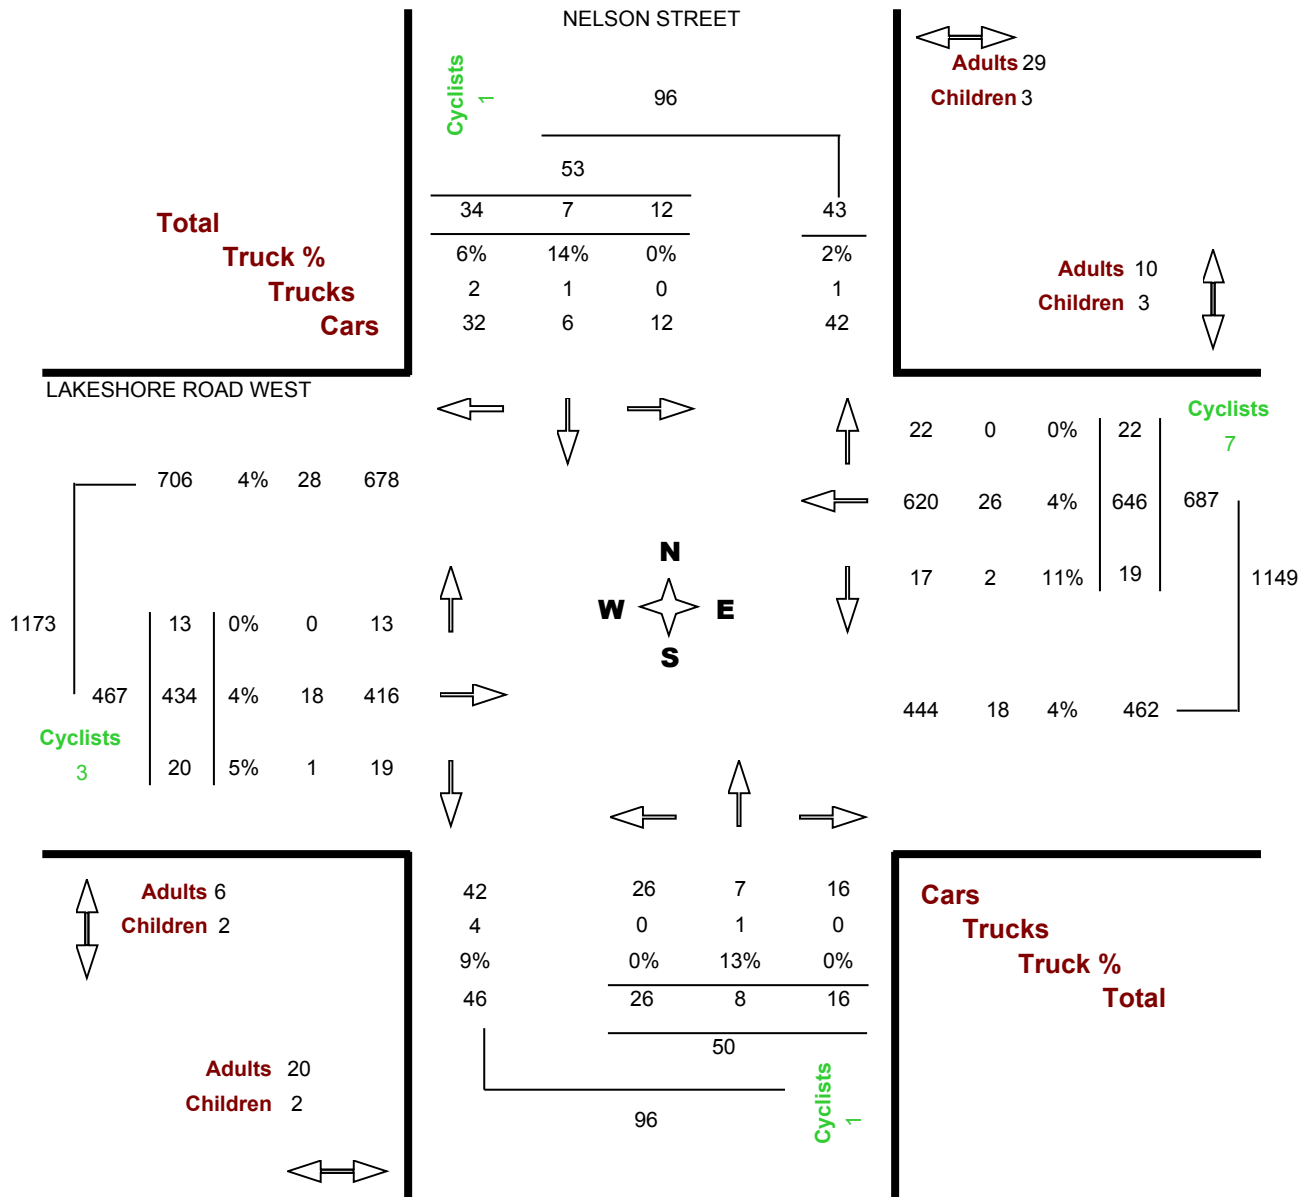 NELSON STREET
Cyclists
1
96
Adults 29
Children 3
53
34 7 12 43
Total
6% 14% 0% 2%
Truck %
2 1 0 1
Trucks
32 6 12 42
Cars
Adults 10
Children 3
LAKESHORE ROAD WEST
Cyclists
7
22 0 0% 22
706 4% 28 678
620 26 4% 646 687
N
17 2 11% 19
1149
W E
S
1173
13 0% 0 13
467 434 4% 18 416
444 18 4% 462
Cyclists
3
20 5% 1 19
Adults 6
Children 2
42 26 7 16
4 0 1 0
9% 0% 13% 0%
46 26 8 16
Cars
Trucks
Truck %
Total
50
Adults 20
Children 2
96
Cyclists
1